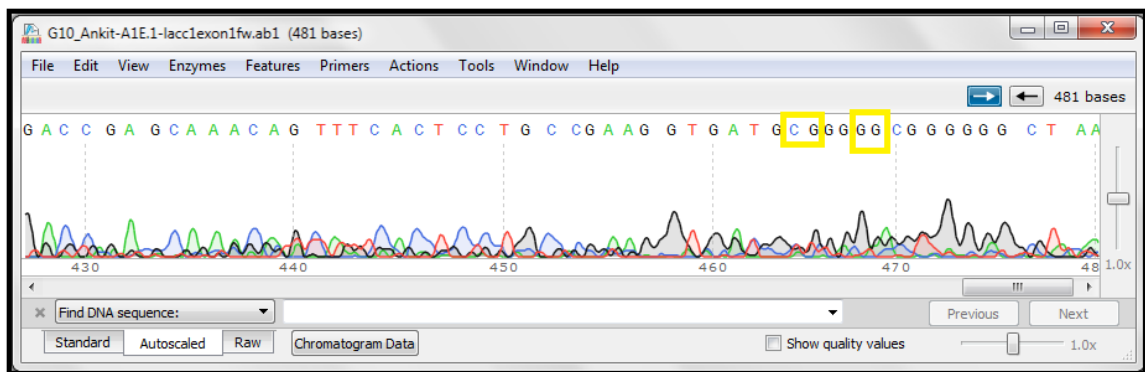 G10_Ankit-A1E.1-lacc1exon1fw.ab1 (481 bases)
File Edit View Enzymes Features Primers Actions Tools Window Help
481 bases
G A C C G A G C A A A C A G T T T C A C T C C T G C C G A A G G T G A T G C G G G G G C G G G G G G C T A A
430 440 450 460 470 48
1.0x
Find DNA sequence: Previous Next
Standard Autoscaled Raw Chromatogram Data Show quality values 1.0x